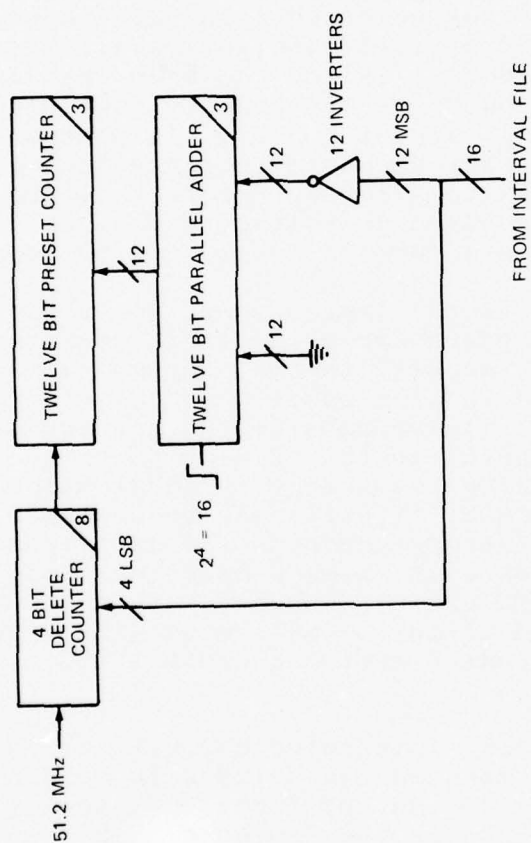 51.2 MHz
4 BIT
DELETE
COUNTER
8
4 LSB
TWELVE BIT PRESET COUNTER
3
12
2⁴ = 16
TWELVE BIT PARALLEL ADDER
3
12
12
12 INVERTERS
12 MSB
16
FROM INTERVAL FILE